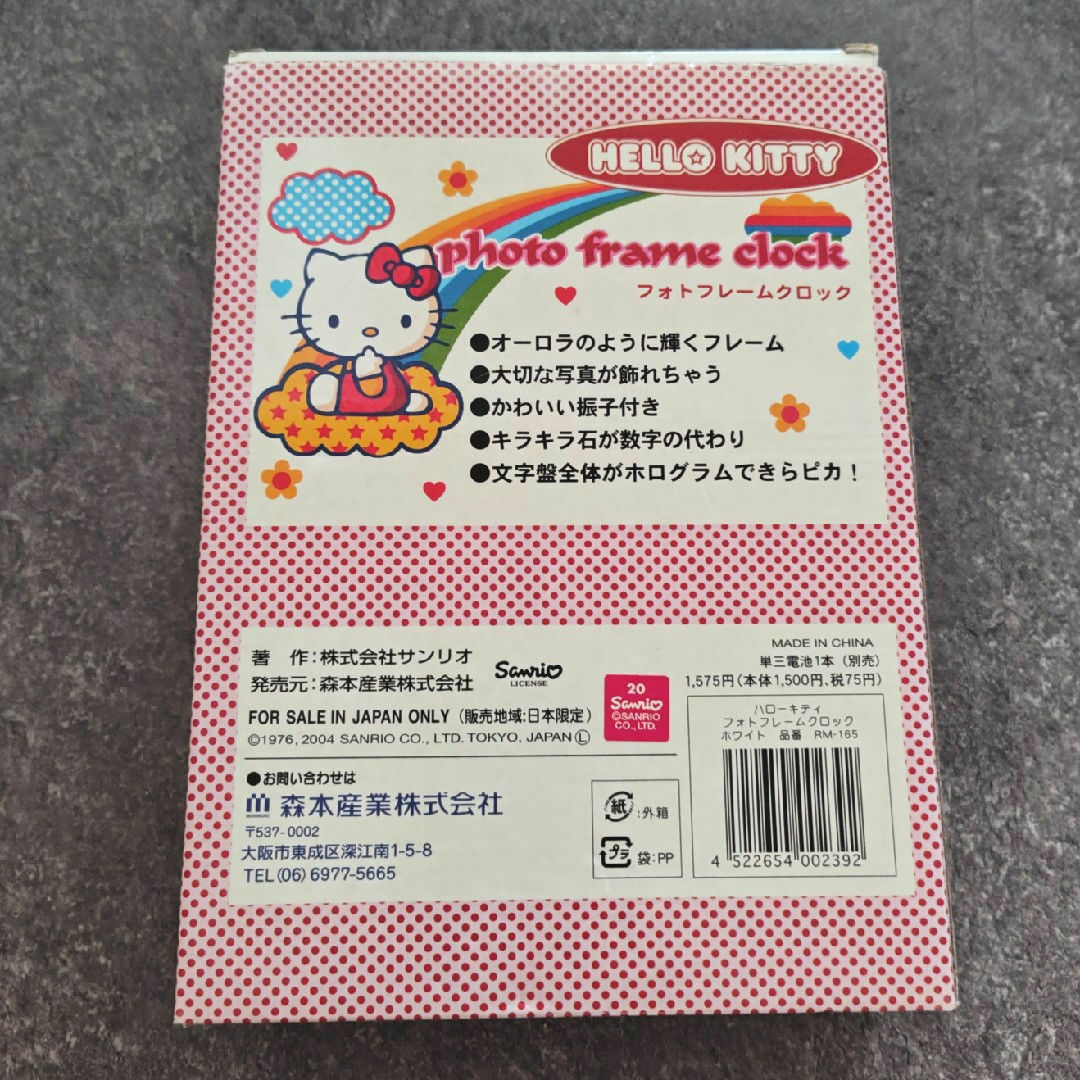 HELLO KITTY
photo frame clock
フォトフレームクロック
●オーロラのように輝くフレーム
●大切な写真が飾れちゃう
●かわいい振子付き
●キラキラ石が数字の代わり
●文字盤全体がホログラムできらピカ！
著 作：株式会社サンリオ
発売元：森本産業株式会社
Sanrio
LICENSE
FOR SALE IN JAPAN ONLY（販売地域：日本限定）
©1976, 2004 SANRIO CO., LTD. TOKYO, JAPAN Ⓛ
20
Sanrio
©SANRIO
CO., LTD.
MADE IN CHINA
単三電池1本（別売）
1,575円（本体1,500円、税75円）
ハローキティ
フォトフレームクロック
ホワイト 品番 RM-165
4 522654 002392
●お問い合わせは
森本産業株式会社
〒537-0002
大阪市東成区深江南1-5-8
TEL（06）6977-5665
紙：外箱
プラ 袋：PP